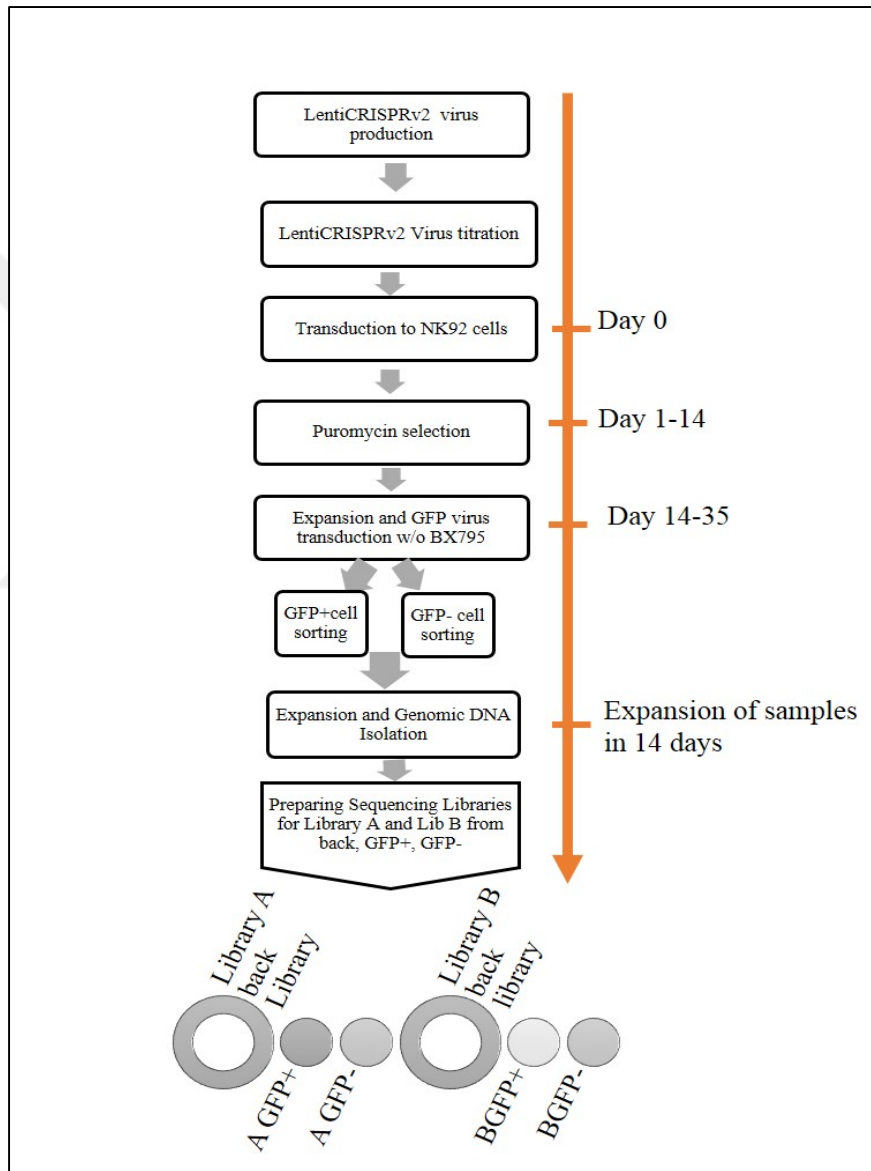 LentiCRISPRv2 virus
production
LentiCRISPRv2 Virus titration
Transduction to NK92 cells
Day 0
Puromycin selection
Day 1-14
Expansion and GFP virus
transduction w/o BX795
Day 14-35
GFP+cell
sorting
GFP- cell
sorting
Expansion and Genomic DNA
Isolation
Expansion of samples
in 14 days
Preparing Sequencing Libraries
for Library A and Lib B from
back, GFP+, GFP-
Library A
back
Library
Library B
back
library
A GFP+
A GFP-
BGFP+
BGFP-